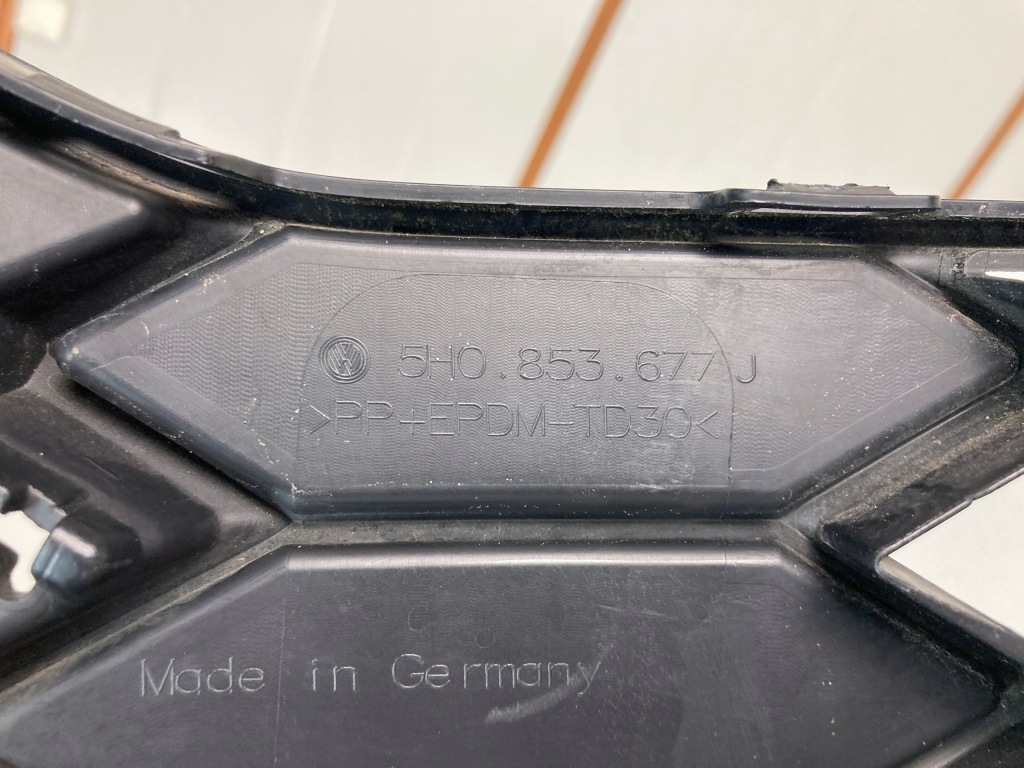 5H0.853.677 J
>PP+EPDM-TD30<
Made in Germany